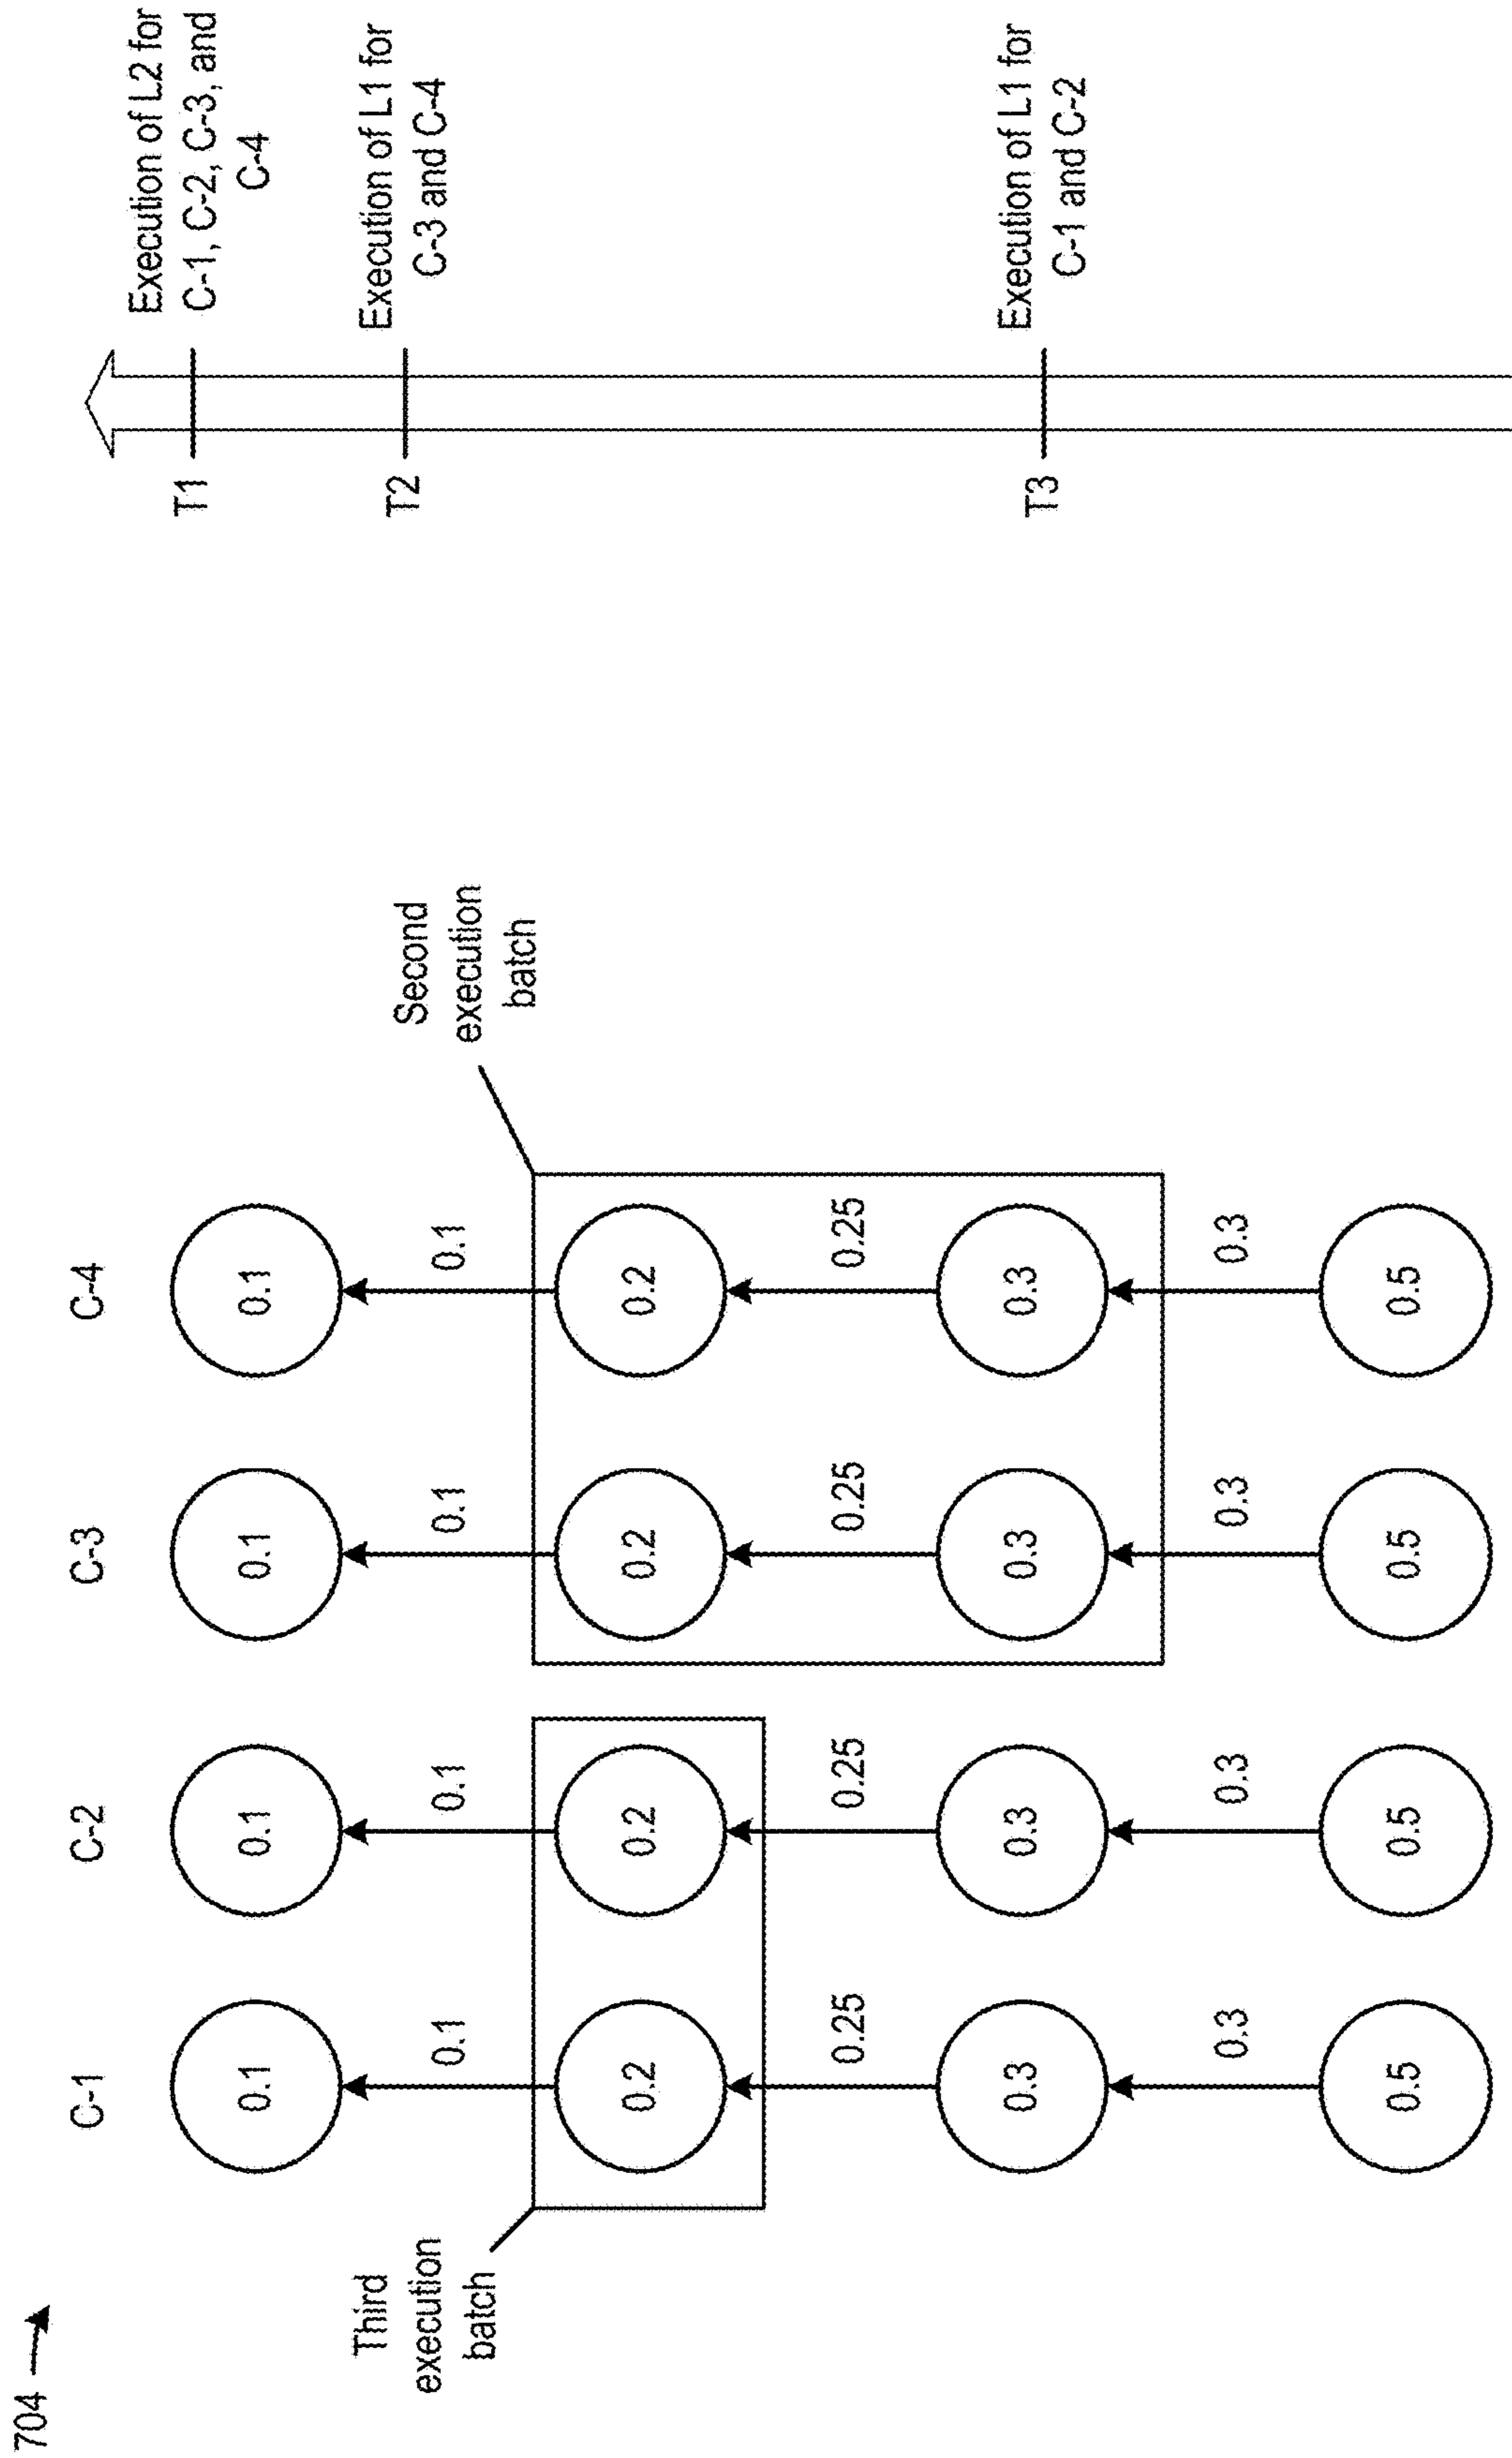 704
C-1
C-2
C-3
C-4
0.1
0.1
0.1
0.1
0.1
0.1
0.1
0.1
Third
execution
batch
Second
execution
batch
0.2
0.2
0.2
0.2
0.25
0.25
0.25
0.25
0.3
0.3
0.3
0.3
0.3
0.3
0.3
0.3
0.5
0.5
0.5
0.5
T1
Execution of L2 for
C-1, C-2, C-3, and
C-4
T2
Execution of L1 for
C-3 and C-4
T3
Execution of L1 for
C-1 and C-2